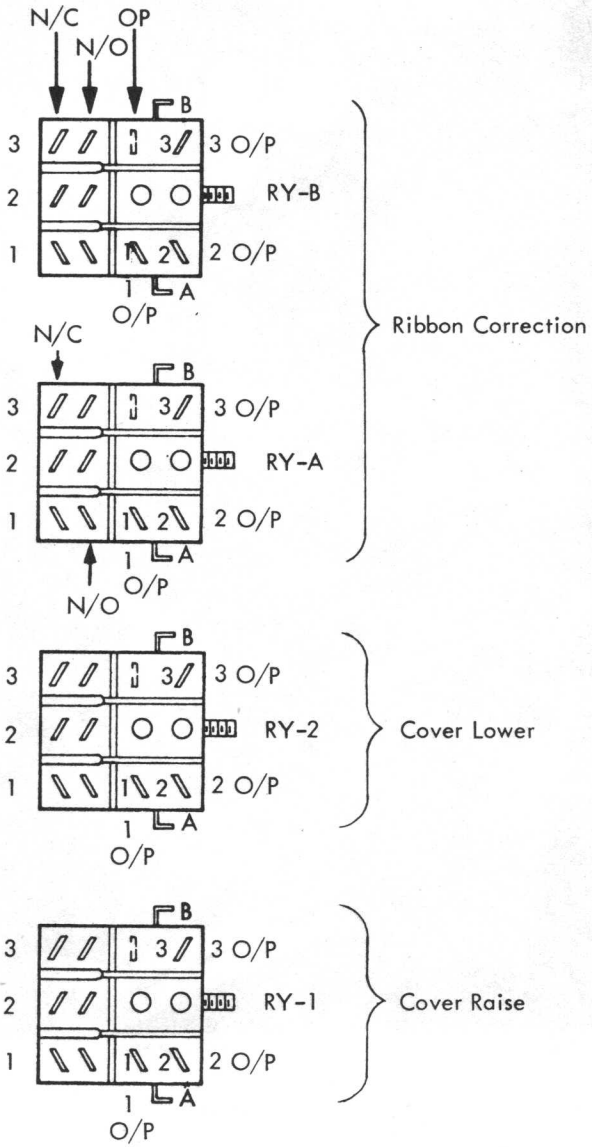 N/C OP
N/O
B
3 3 3 O/P
2 RY-B
1 1 2 2 O/P
1 A
O/P
Ribbon Correction
N/C
B
3 3 3 O/P
2 RY-A
1 1 2 2 O/P
1 A
O/P
N/O
B
3 3 3 O/P
2 RY-2
Cover Lower
1 1 2 2 O/P
1 A
O/P
B
3 3 3 O/P
2 RY-1
Cover Raise
1 1 2 2 O/P
1 A
O/P